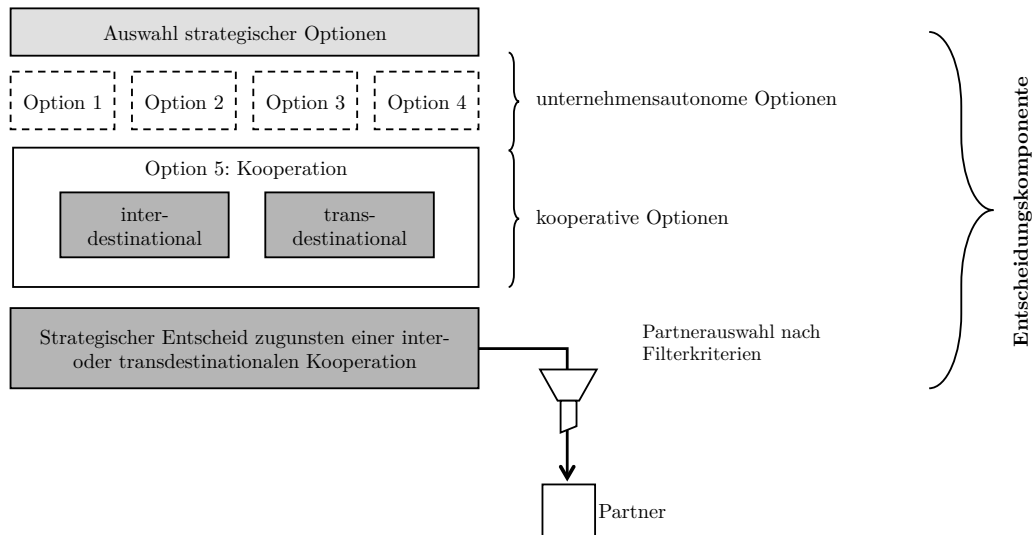 Auswahl strategischer Optionen
Option 1
Option 2
Option 3
Option 4
unternehmensautonome Optionen
Option 5: Kooperation
inter-
destinational
trans-
destinational
kooperative Optionen
Strategischer Entscheid zugunsten einer inter-
oder transdestinationalen Kooperation
Partnerauswahl nach
Filterkriterien
Partner
Entscheidungskomponente